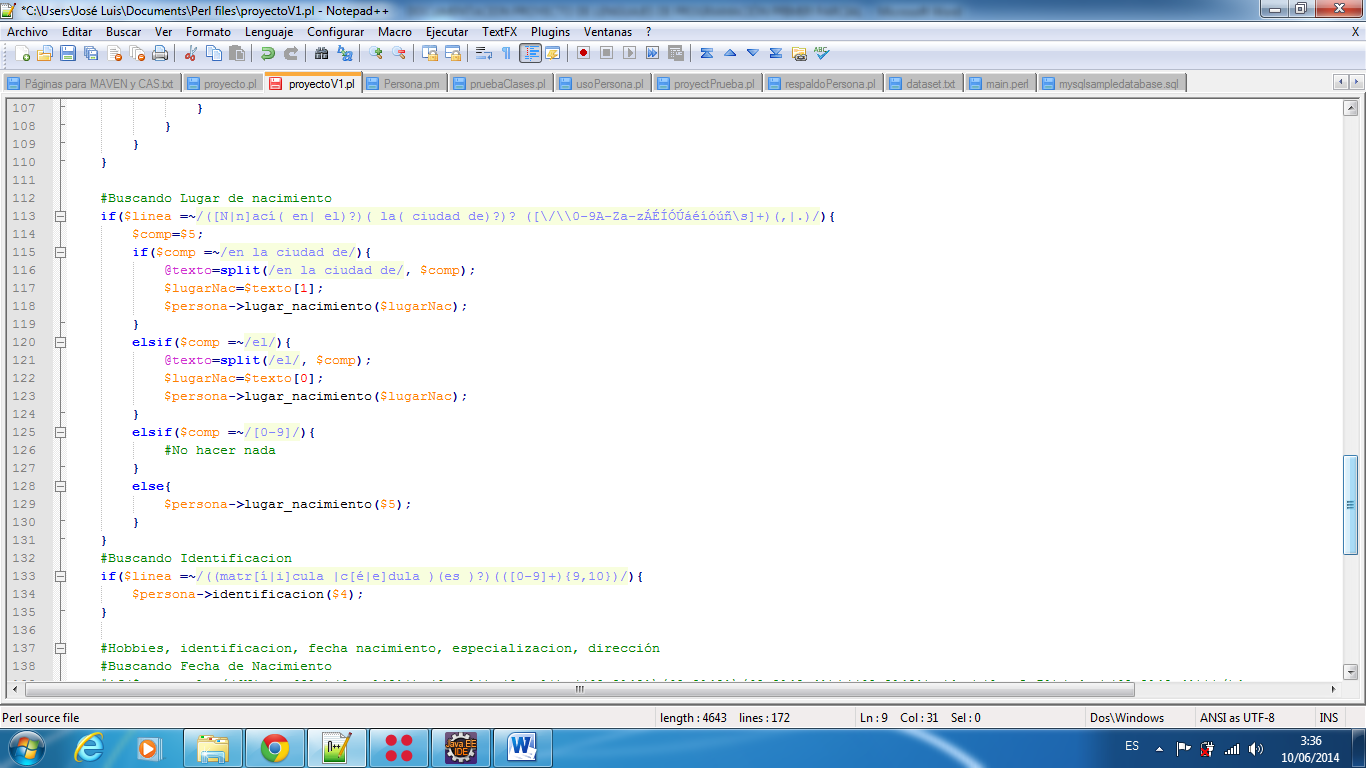 *C:\Users\José Luis\Documents\Perl files\proyectoV1.pl - Notepad++
Archivo Editar Buscar Ver Formato Lenguaje Configurar Macro Ejecutar TextFX Plugins Ventanas ? X
Páginas para MAVEN y CAS.txt proyecto.pl proyectoV1.pl Persona.pm pruebaClases.pl usoPersona.pl proyectPrueba.pl respaldoPersona.pl dataset.txt main.perl mysqlsampledatabase.sql
107 }
108 }
109 }
110 }
111
112 #Buscando Lugar de nacimiento
113 if($linea =~/([N|n]ací( en| el)?)( la( ciudad de)?)? ([\/\\0-9A-Za-zÁÉÍÓÚáéíóúñ\s]+)(,|.)/){
114 $comp=$5;
115 if($comp =~/en la ciudad de/){
116 @texto=split(/en la ciudad de/, $comp);
117 $lugarNac=$texto[1];
118 $persona->lugar_nacimiento($lugarNac);
119 }
120 elsif($comp =~/el/){
121 @texto=split(/el/, $comp);
122 $lugarNac=$texto[0];
123 $persona->lugar_nacimiento($lugarNac);
124 }
125 elsif($comp =~/[0-9]/){
126 #No hacer nada
127 }
128 else{
129 $persona->lugar_nacimiento($5);
130 }
131 }
132 #Buscando Identificacion
133 if($linea =~/((matr[í|i]cula |c[é|e]dula )(es )?)(([0-9]+){9,10})/){
134 $persona->identificacion($4);
135 }
136
137 #Hobbies, identificacion, fecha nacimiento, especializacion, dirección
138 #Buscando Fecha de Nacimiento
Perl source file length : 4643 lines : 172 Ln : 9 Col : 31 Sel : 0 Dos\Windows ANSI as UTF-8 INS
ES 3:36
10/06/2014